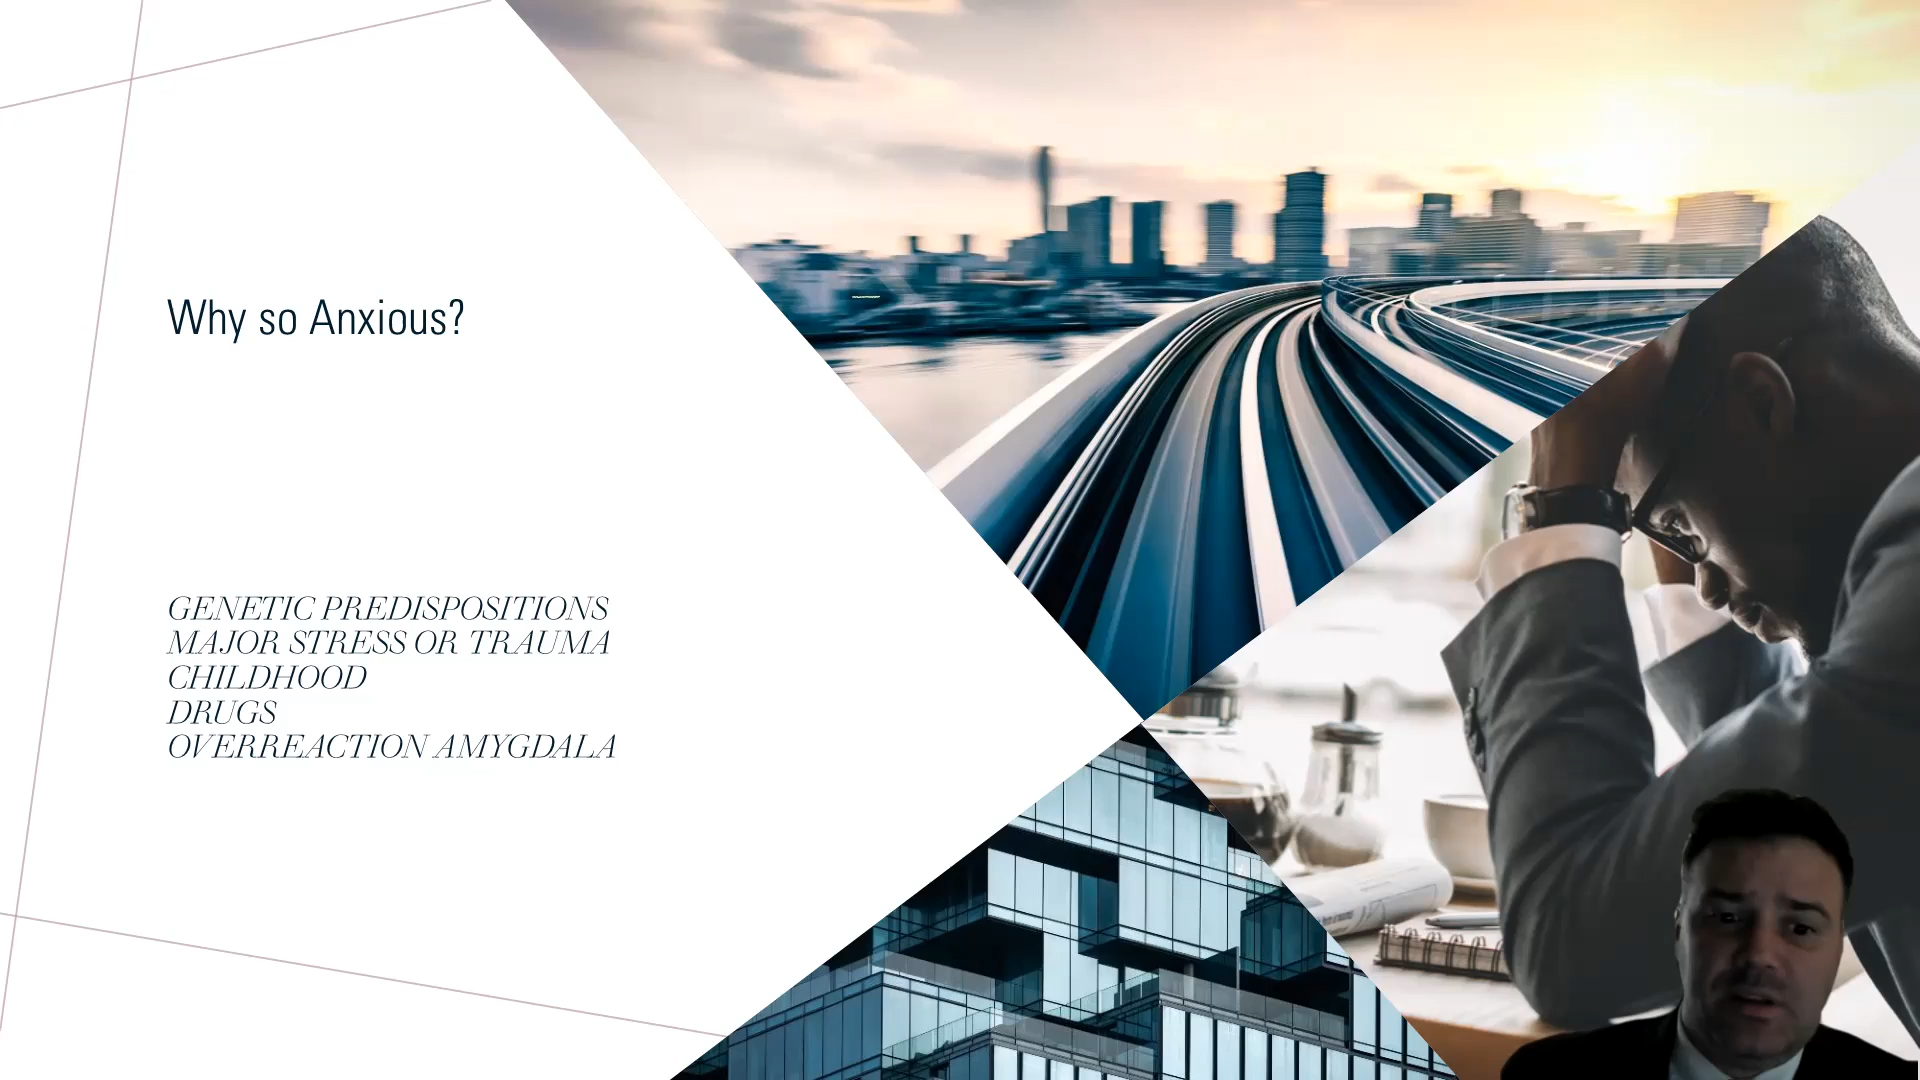 Why so Anxious?
GENETIC PREDISPOSITIONS
MAJOR STRESS OR TRAUMA
CHILDHOOD
DRUGS
OVERREACTION AMYGDALA